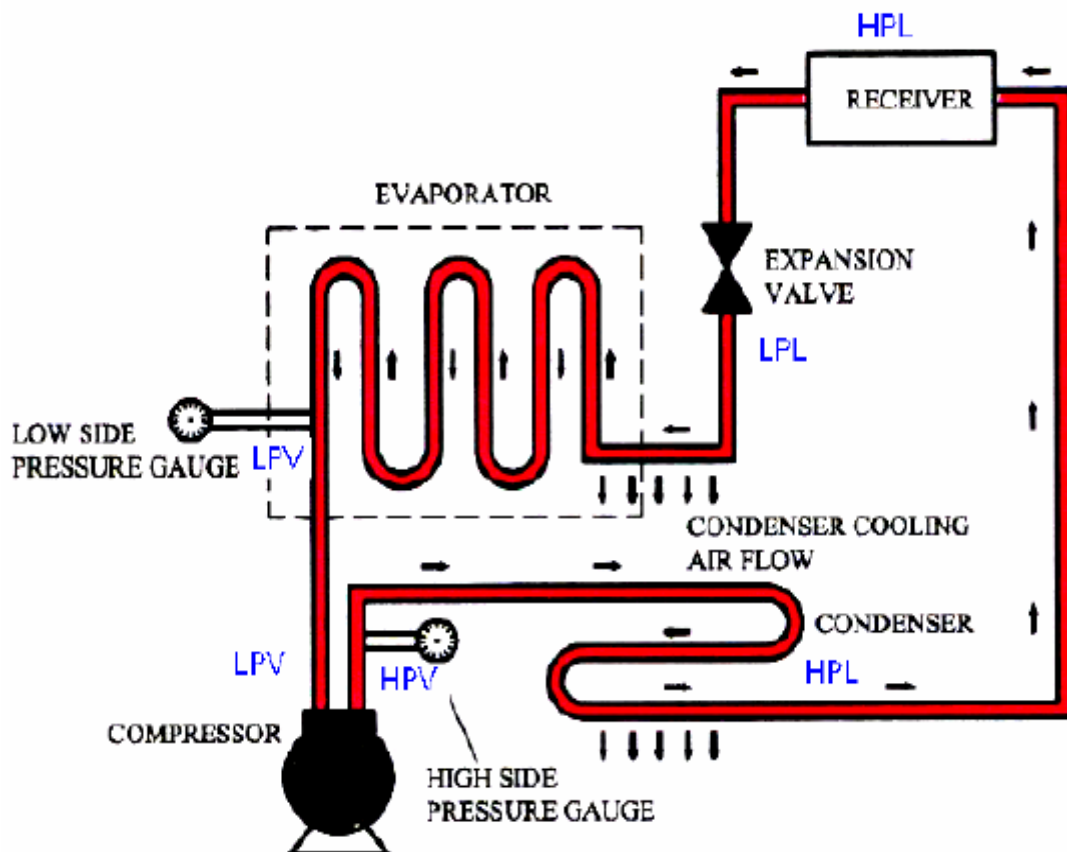 HPL
RECEIVER
EVAPORATOR
EXPANSION
VALVE
LPL
LOW SIDE
PRESSURE GAUGE
LPV
CONDENSER COOLING
AIR FLOW
CONDENSER
LPV
HPV
HPL
COMPRESSOR
HIGH SIDE
PRESSURE GAUGE